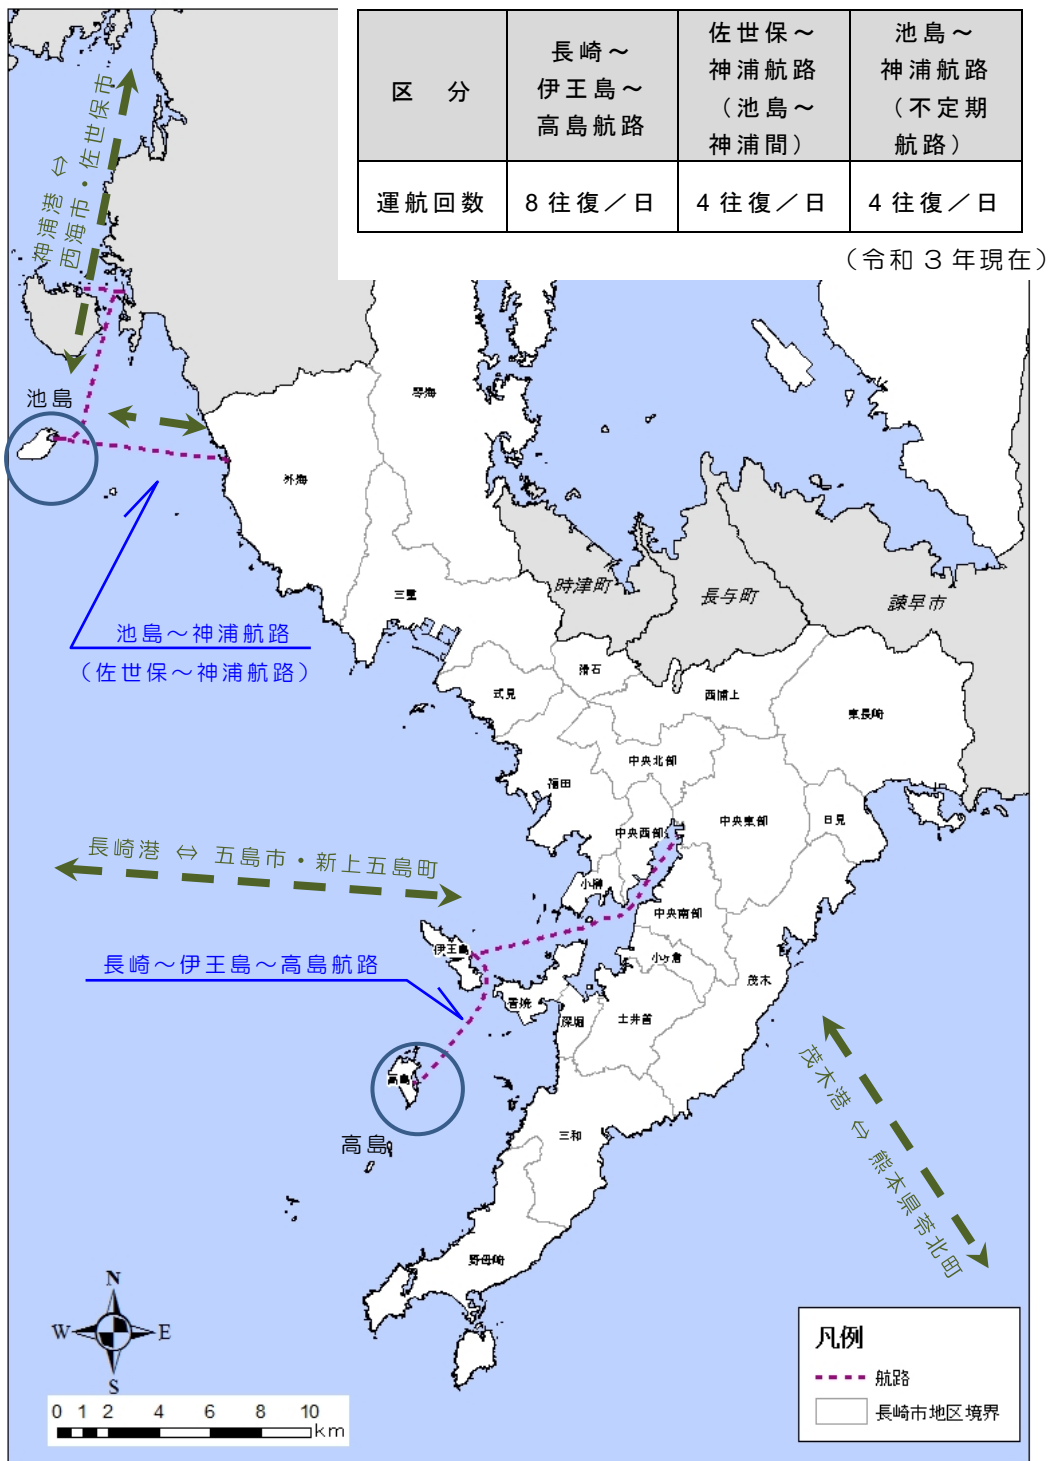 区 分
長崎～
伊王島～
高島航路
佐世保～
神浦航路
（池島～
神浦間）
池島～
神浦航路
（不定期
航路）
運航回数
8往復／日
4往復／日
4往復／日
（令和3年現在）
神浦港 ⇔
西海市・佐世保市
池島
琴海
外海
三重
時津町
長与町
諫早市
池島～神浦航路
（佐世保～神浦航路）
滑石
西浦上
式見
東長崎
中央北部
福田
中央西部
中央東部
日見
長崎港 ⇔ 五島市・新上五島町
小榊
中央南部
伊王島
小ヶ倉
長崎～伊王島～高島航路
茂木
香焼
深堀
土井首
高島
高島
三和
茂木港 ⇔ 熊本県苓北町
野母崎
N
W
E
S
0 1 2 4 6 8 10
km
凡例
航路
長崎市地区境界